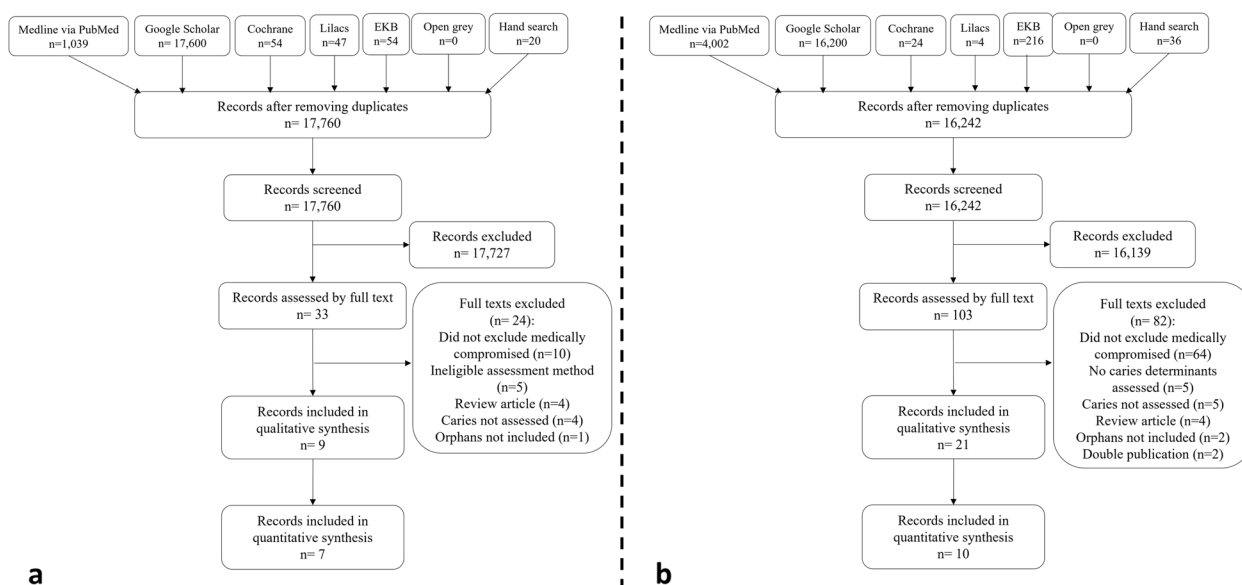 Medline via PubMed
n=1,039
Google Scholar
n= 17,600
Cochrane
n=54
Lilacs
n=47
EKB
n=54
Open grey
n=0
Hand search
n=20
Records after removing duplicates
n= 17,760
Records screened
n= 17,760
Records excluded
n= 17,727
Records assessed by full text
n= 33
Full texts excluded
(n= 24):
Did not exclude medically
compromised (n=10)
Ineligible assessment method
(n=5)
Review article (n=4)
Caries not assessed (n=4)
Orphans not included (n=1)
Records included in
qualitative synthesis
n= 9
Records included in
quantitative synthesis
n= 7
a
Medline via PubMed
n=4,002
Google Scholar
n= 16,200
Cochrane
n=24
Lilacs
n=4
EKB
n=216
Open grey
n=0
Hand search
n=36
Records after removing duplicates
n= 16,242
Records screened
n= 16,242
Records excluded
n= 16,139
Records assessed by full text
n= 103
Full texts excluded
(n= 82):
Did not exclude medically
compromised (n=64)
No caries determinants
assessed (n=5)
Caries not assessed (n=5)
Review article (n=4)
Orphans not included (n=2)
Double publication (n=2)
Records included in
qualitative synthesis
n= 21
Records included in
quantitative synthesis
n= 10
b